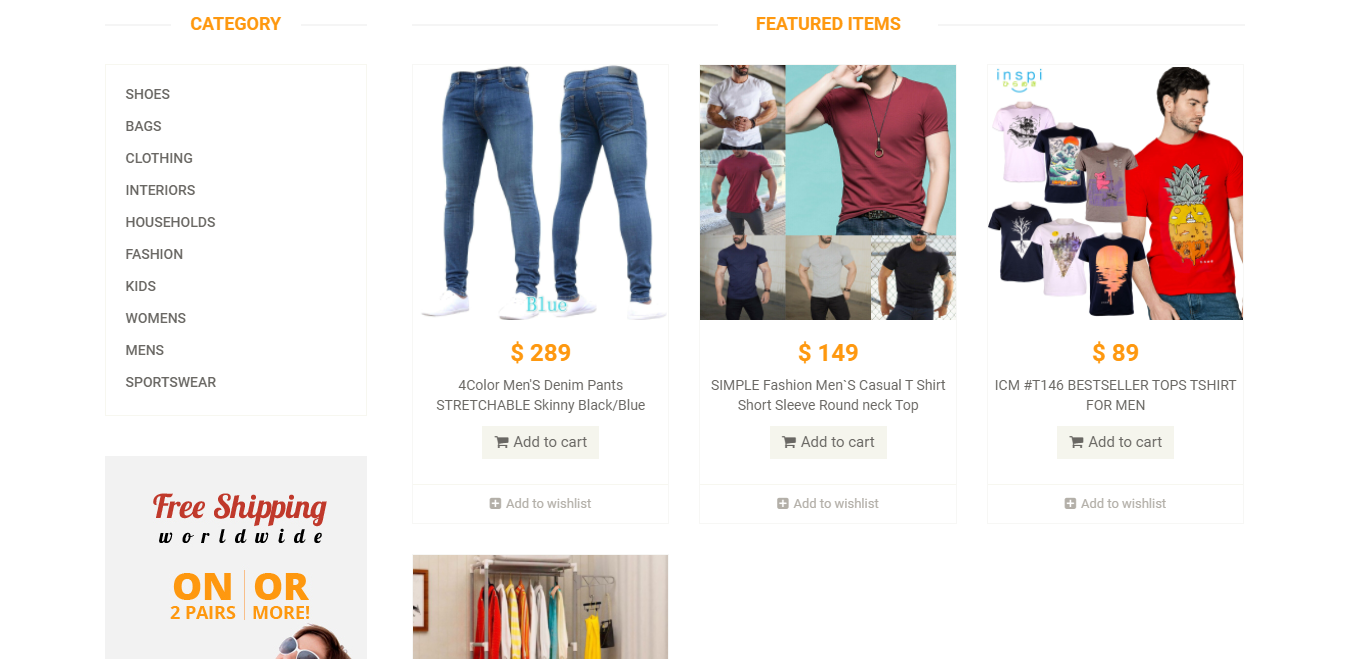 CATEGORY
FEATURED ITEMS
SHOES
BAGS
CLOTHING
INTERIORS
HOUSEHOLDS
FASHION
KIDS
WOMENS
MENS
SPORTSWEAR
Free Shipping
worldwide
ON OR
2 PAIRS MORE!
Blue
$ 289
4Color Men'S Denim Pants
STRETCHABLE Skinny Black/Blue
Add to cart
Add to wishlist
$ 149
SIMPLE Fashion Men`S Casual T Shirt
Short Sleeve Round neck Top
Add to cart
Add to wishlist
inspi
$ 89
ICM #T146 BESTSELLER TOPS TSHIRT
FOR MEN
Add to cart
Add to wishlist